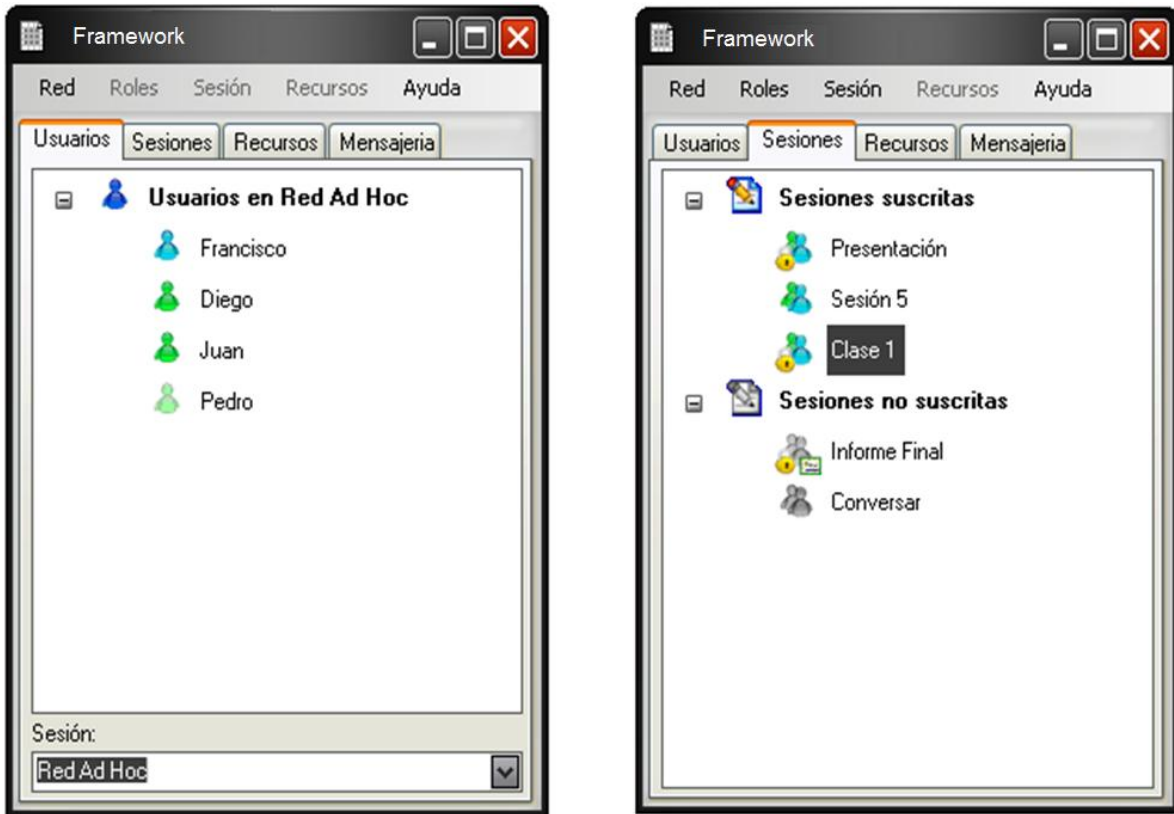 Framework
Red Roles Sesión Recursos Ayuda
Usuarios Sesiones Recursos Mensajeria
Usuarios en Red Ad Hoc
Francisco
Diego
Juan
Pedro
Sesión:
Red Ad Hoc
Framework
Red Roles Sesión Recursos Ayuda
Usuarios Sesiones Recursos Mensajeria
Sesiones suscritas
Presentación
Sesión 5
Clase 1
Sesiones no suscritas
Informe Final
Conversar